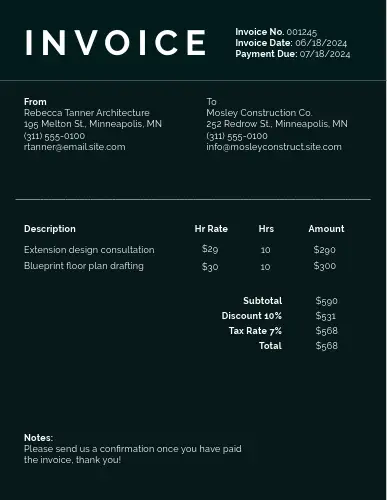 INVOICE
Invoice No. 001245
Invoice Date: 06/18/2024
Payment Due: 07/18/2024
From
Rebecca Tanner Architecture
195 Melton St., Minneapolis, MN
(311) 555-0100
rtanner@email.site.com
To
Mosley Construction Co.
252 Redrow St., Minneapolis, MN
(311) 555-0100
info@mosleyconstruct.site.com
Description Hr Rate Hrs Amount
Extension design consultation $29 10 $290
Blueprint floor plan drafting $30 10 $300
Subtotal $590
Discount 10% $531
Tax Rate 7% $568
Total $568
Notes:
Please send us a confirmation once you have paid
the invoice, thank you!